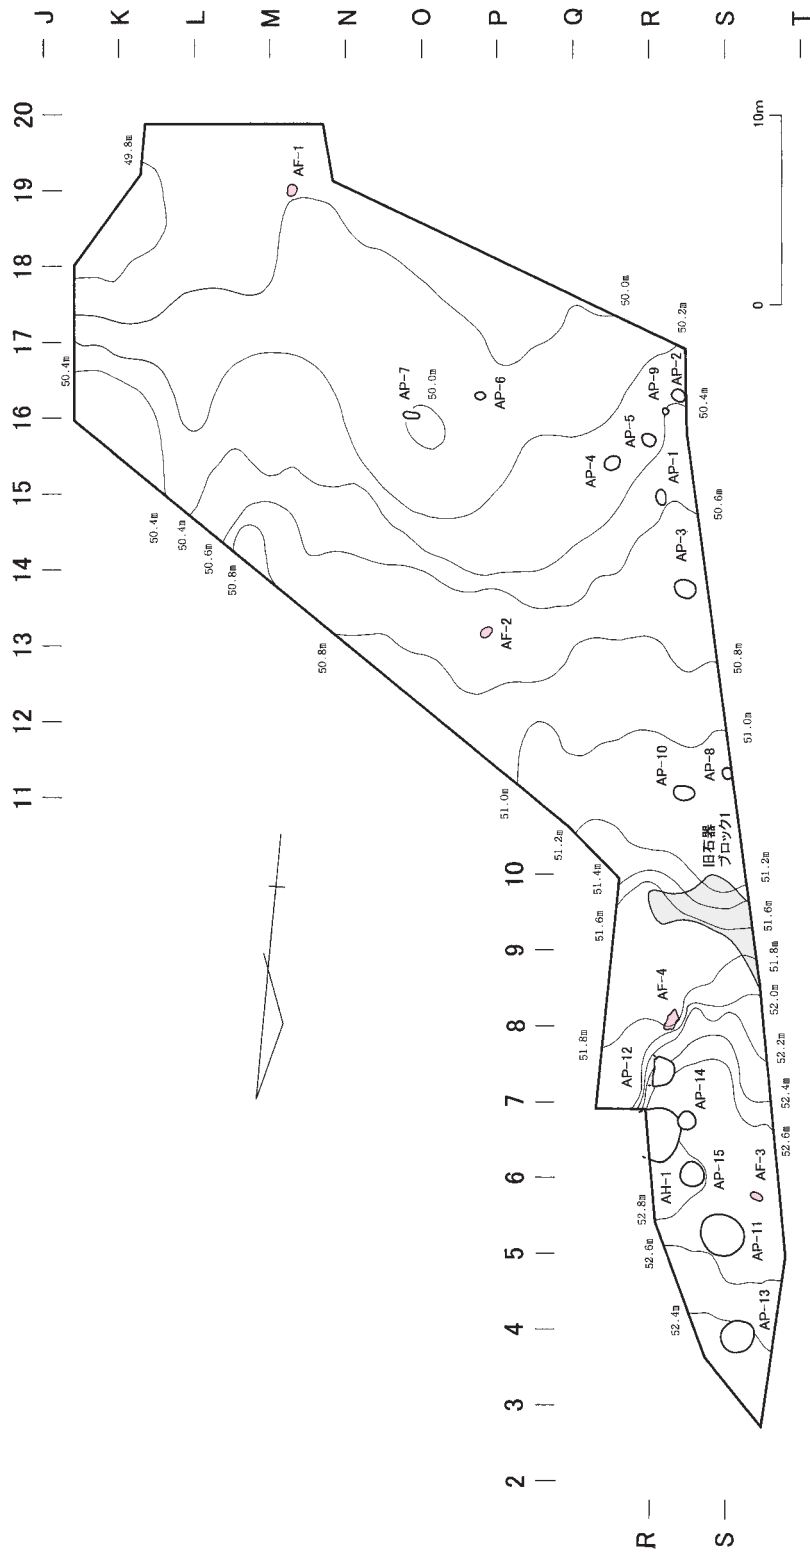 J
K
L
M
N
O
P
Q
R
S
T
20
19
18
17
16
15
14
13
12
11
10
9
8
7
6
5
4
3
2
R
S
49.8m
AF-1
50.0m
50.2m
50.4m
AP-7
50.0m
AP-6
AP-9
AP-2
50.4m
AP-5
AP-4
AP-1
50.6m
50.4m
50.4m
50.6m
50.8m
AP-3
AF-2
50.8m
50.8m
51.0m
51.0m
AP-10
AP-8
旧石器
ブロック1
51.2m
51.4m
51.6m
51.2m
51.6m
51.8m
52.0m
AF-4
51.8m
AP-12
AP-14
52.2m
52.4m
52.6m
AH-1
AP-15
AF-3
52.8m
52.6m
AP-11
52.4m
AP-13
0
10m